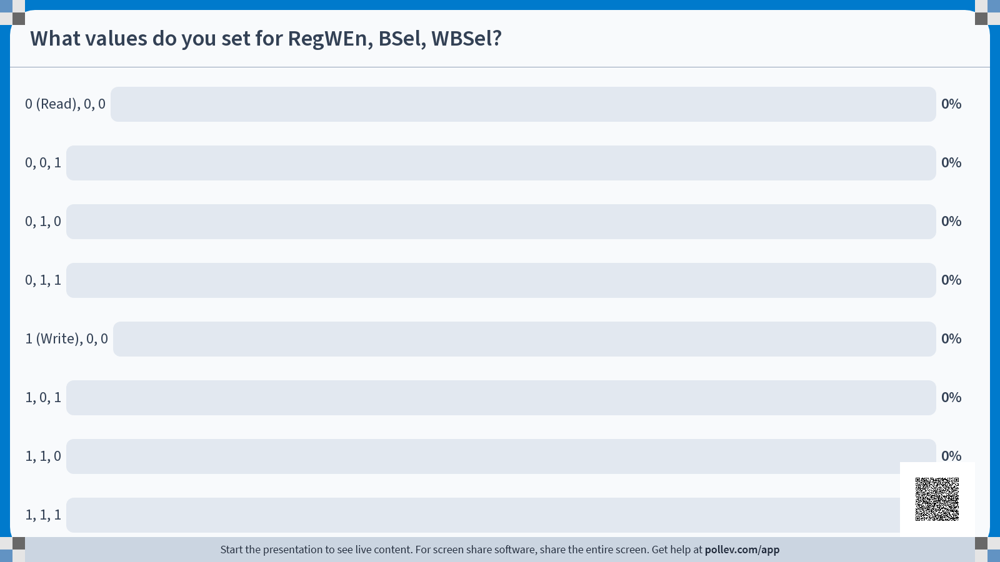 What values do you set for RegWEn, BSel, WBSel?
0 (Read), 0, 0 0%
0, 0, 1 0%
0, 1, 0 0%
0, 1, 1 0%
1 (Write), 0, 0 0%
1, 0, 1 0%
1, 1, 0 0%
1, 1, 1
Start the presentation to see live content. For screen share software, share the entire screen. Get help at pollev.com/app